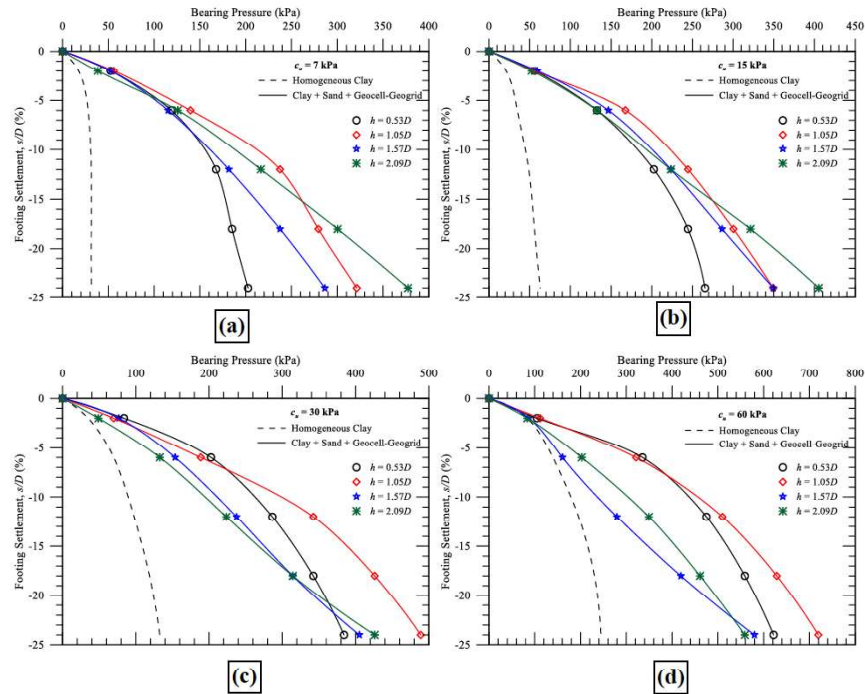 Bearing Pressure (kPa)
0 50 100 150 200 250 300 350 400
0
-5
-10
-15
-20
-25
Footing Settlement, s/D (%)
cu = 7 kPa
Homogeneous Clay
Clay + Sand + Geocell-Geogrid
h = 0.53D
h = 1.05D
h = 1.57D
h = 2.09D
(a)
Bearing Pressure (kPa)
0 50 100 150 200 250 300 350 400 450
0
-5
-10
-15
-20
-25
Footing Settlement, s/D (%)
cu = 15 kPa
Homogeneous Clay
Clay + Sand + Geocell-Geogrid
h = 0.53D
h = 1.05D
h = 1.57D
h = 2.09D
(b)
Bearing Pressure (kPa)
0 100 200 300 400 500
0
-5
-10
-15
-20
-25
Footing Settlement, s/D (%)
cu = 30 kPa
Homogeneous Clay
Clay + Sand + Geocell-Geogrid
h = 0.53D
h = 1.05D
h = 1.57D
h = 2.09D
(c)
Bearing Pressure (kPa)
0 100 200 300 400 500 600 700 800
0
-5
-10
-15
-20
-25
Footing Settlement, s/D (%)
cu = 60 kPa
Homogeneous Clay
Clay + Sand + Geocell-Geogrid
h = 0.53D
h = 1.05D
h = 1.57D
h = 2.09D
(d)